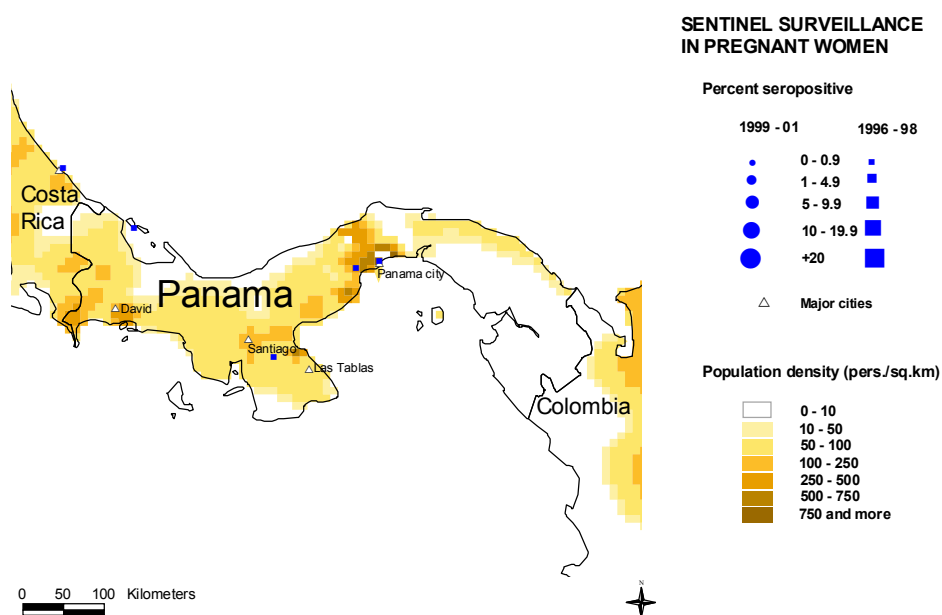 SENTINEL SURVEILLANCE
IN PREGNANT WOMEN
Percent seropositive
1999 - 01
1996 - 98
0 - 0.9
1 - 4.9
5 - 9.9
10 - 19.9
+20
Major cities
Population density (pers./sq.km)
0 - 10
10 - 50
50 - 100
100 - 250
250 - 500
500 - 750
750 and more
Costa
Rica
Panama
Panama city
David
Santiago
Las Tablas
Colombia
0 50 100 Kilometers
N